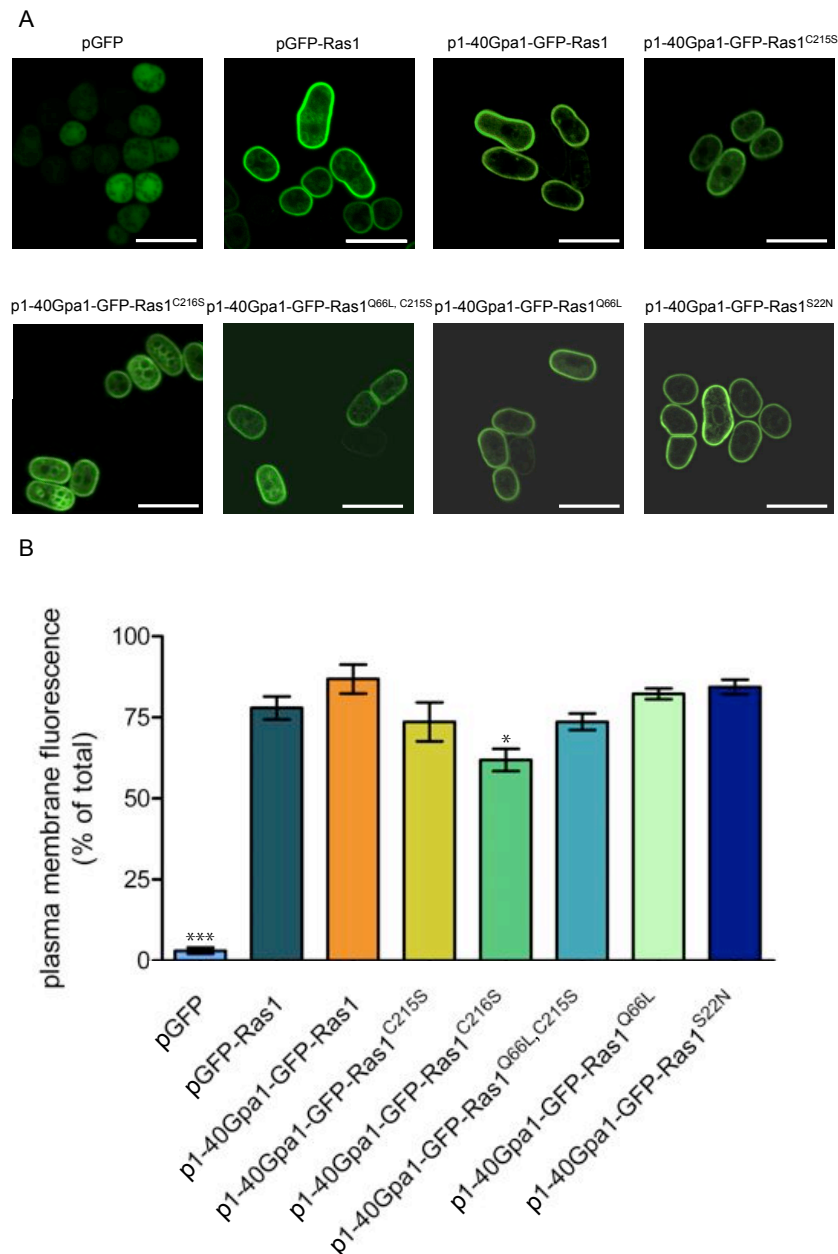 A
pGFP
pGFP-Ras1
p1-40Gpa1-GFP-Ras1
p1-40Gpa1-GFP-Ras1C215S
p1-40Gpa1-GFP-Ras1C216S
p1-40Gpa1-GFP-Ras1Q66L, C215S
p1-40Gpa1-GFP-Ras1Q66L
p1-40Gpa1-GFP-Ras1S22N
B
plasma membrane fluorescence
(% of total)
100
75
50
25
0
***
*
pGFP
pGFP-Ras1
p1-40Gpa1-GFP-Ras1
p1-40Gpa1-GFP-Ras1C215S
p1-40Gpa1-GFP-Ras1C216S
p1-40Gpa1-GFP-Ras1Q66L,C215S
p1-40Gpa1-GFP-Ras1Q66L
p1-40Gpa1-GFP-Ras1S22N